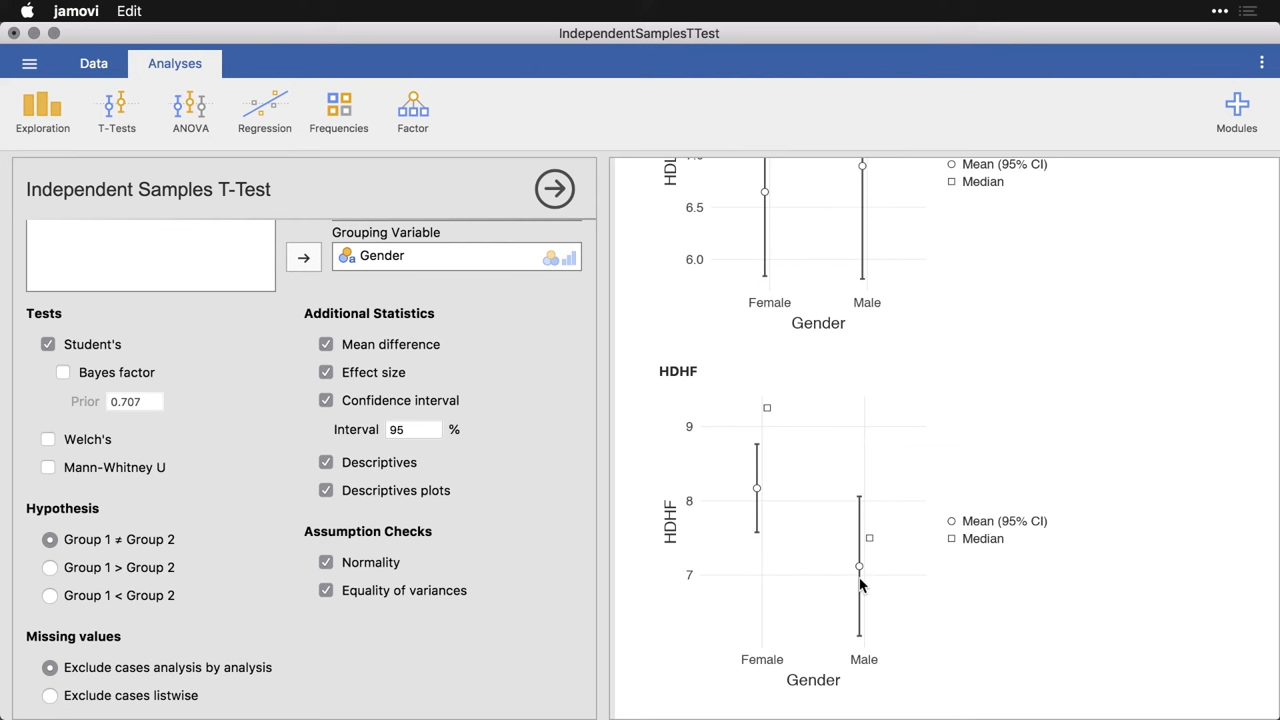 jamovi Edit
IndependentSamplesTTest
Data Analyses
Exploration T-Tests ANOVA Regression Frequencies Factor Modules
Independent Samples T-Test
Grouping Variable
a Gender
Tests
Student's
Bayes factor
Prior 0.707
Welch's
Mann-Whitney U
Hypothesis
Group 1 ≠ Group 2
Group 1 > Group 2
Group 1 < Group 2
Missing values
Exclude cases analysis by analysis
Exclude cases listwise
Additional Statistics
Mean difference
Effect size
Confidence interval
Interval 95 %
Descriptives
Descriptives plots
Assumption Checks
Normality
Equality of variances
Mean (95% CI)
Median
6.5
6.0
Female Male
Gender
HDHF
9
8
7
HDHF
Mean (95% CI)
Median
Female Male
Gender